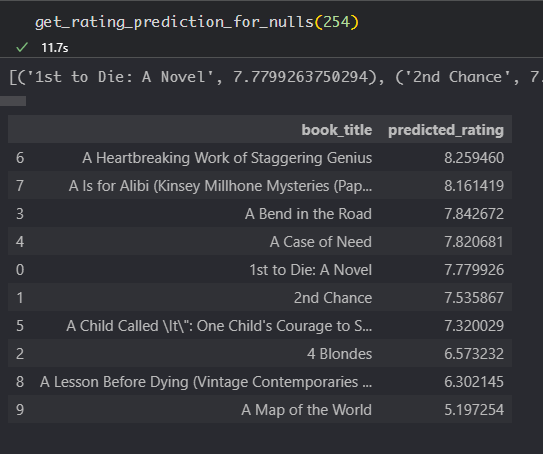 get_rating_prediction_for_nulls(254)
✓ 11.7s
[('1st to Die: A Novel', 7.7799263750294), ('2nd Chance', 7.
book_title predicted_rating
6 A Heartbreaking Work of Staggering Genius 8.259460
7 A Is for Alibi (Kinsey Millhone Mysteries (Pap... 8.161419
3 A Bend in the Road 7.842672
4 A Case of Need 7.820681
0 1st to Die: A Novel 7.779926
1 2nd Chance 7.535867
5 A Child Called \It\": One Child's Courage to S... 7.320029
2 4 Blondes 6.573232
8 A Lesson Before Dying (Vintage Contemporaries ... 6.302145
9 A Map of the World 5.197254